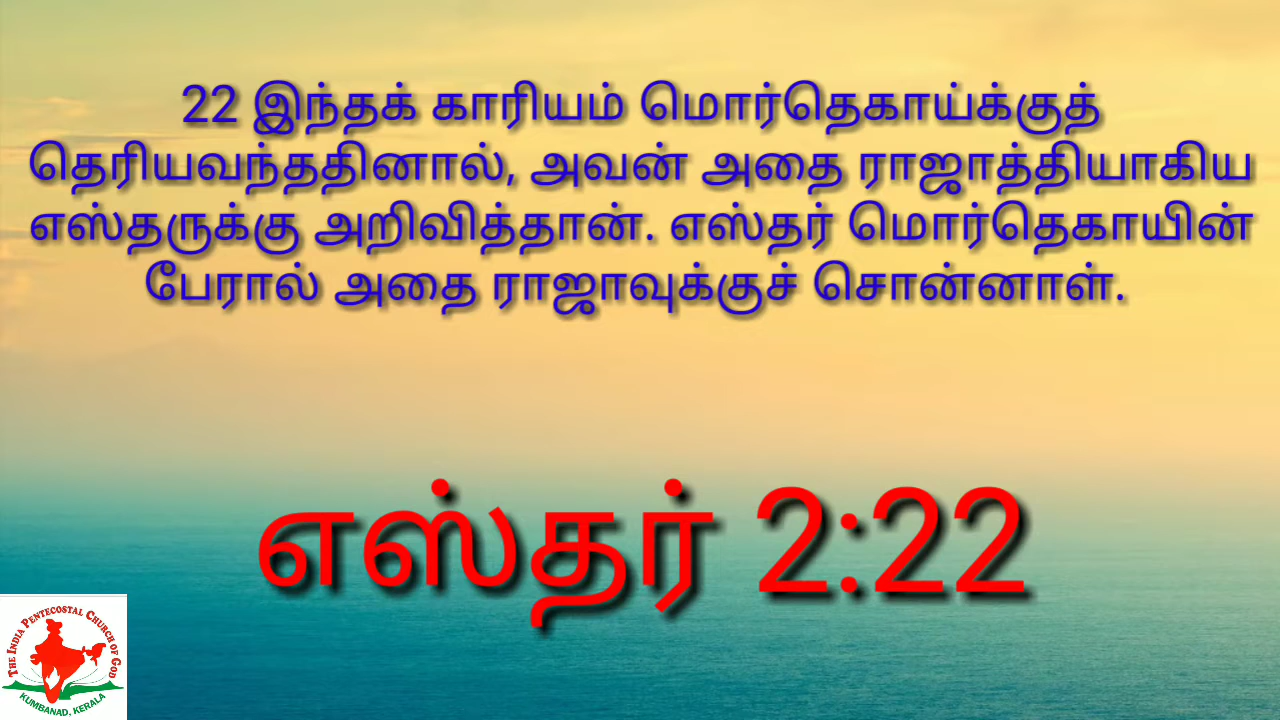 22 இந்தக் காரியம் மொர்தெகாய்க்குத்
தெரியவந்ததினால், அவன் அதை ராஜாத்தியாகிய
எஸ்தருக்கு அறிவித்தான். எஸ்தர் மொர்தெகாயின்
பேரால் அதை ராஜாவுக்குச் சொன்னாள்.
எஸ்தர் 2:22
THE INDIA PENTECOSTAL CHURCH OF GOD
KUMBANAD, KERALA